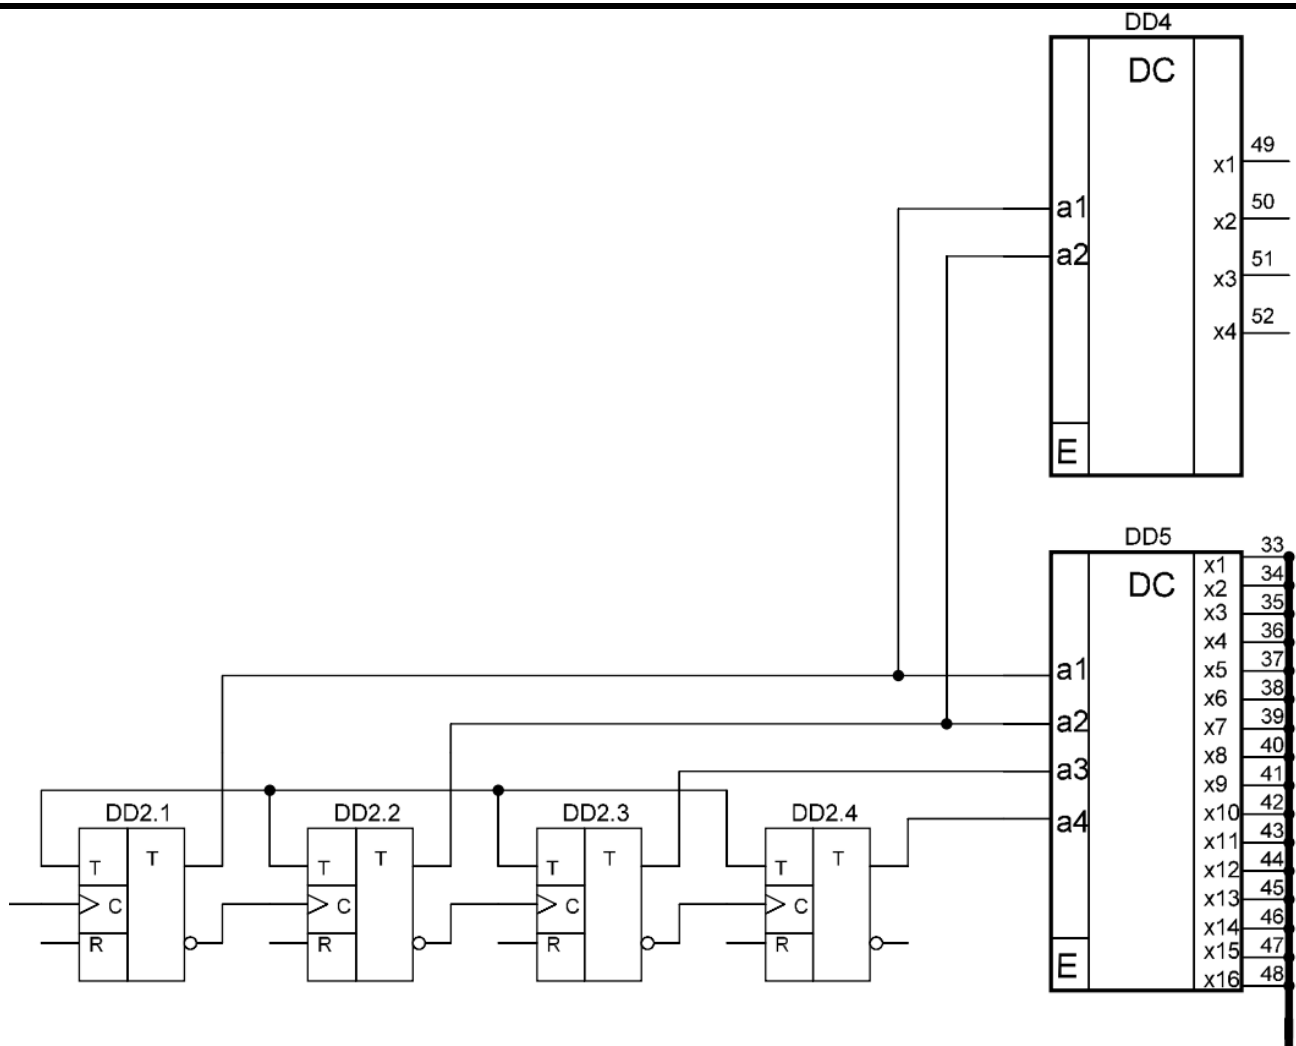 DD4
DC
x1 49
a1
x2 50
a2
x3 51
x4 52
E
DD5
DC
x1 33
x2 34
x3 35
x4 36
a1
x5 37
x6 38
a2
x7 39
x8 40
a3
x9 41
x10 42
a4
x11 43
x12 44
x13 45
x14 46
x15 47
E
x16 48
DD2.1 DD2.2 DD2.3 DD2.4
T T T T T T T T
C C C C
R R R R